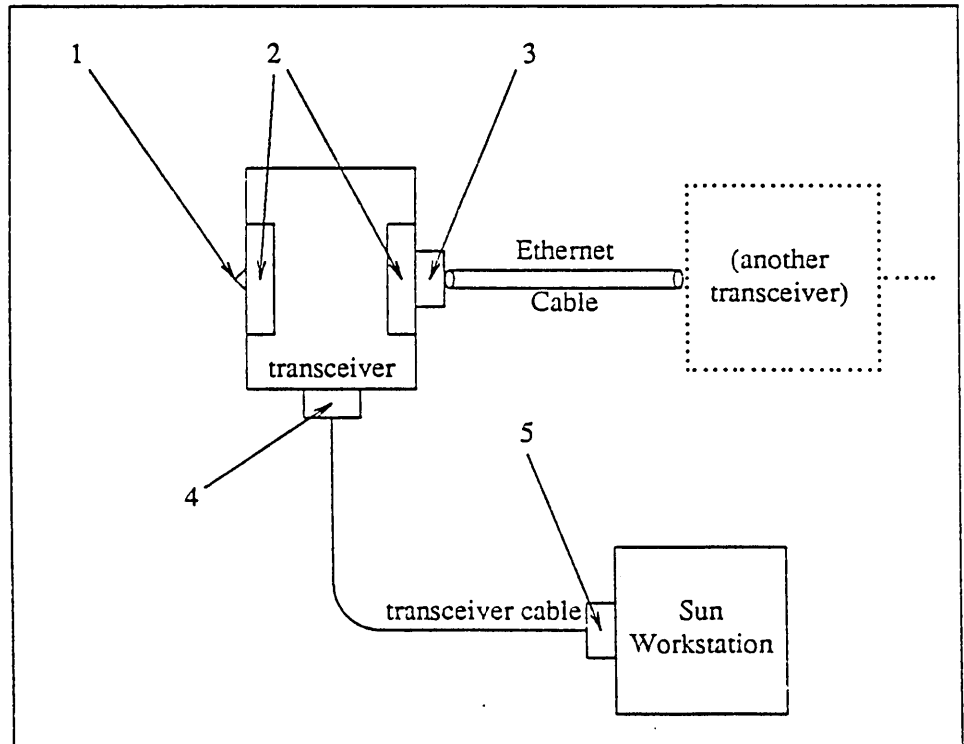 1
2
3
Ethernet
Cable
(another
transceiver)
transceiver
4
5
transceiver cable
Sun
Workstation